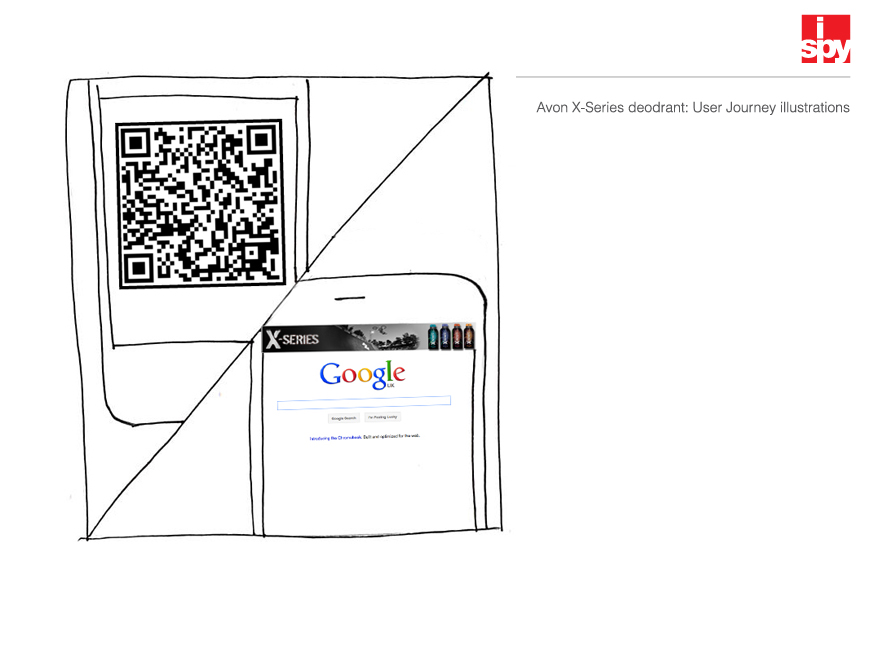 i
spy
Avon X-Series deodrant: User Journey illustrations
X-SERIES
Google
UK
Google Search I'm Feeling Lucky
Introducing the Chromebook. Built and optimized for the web.